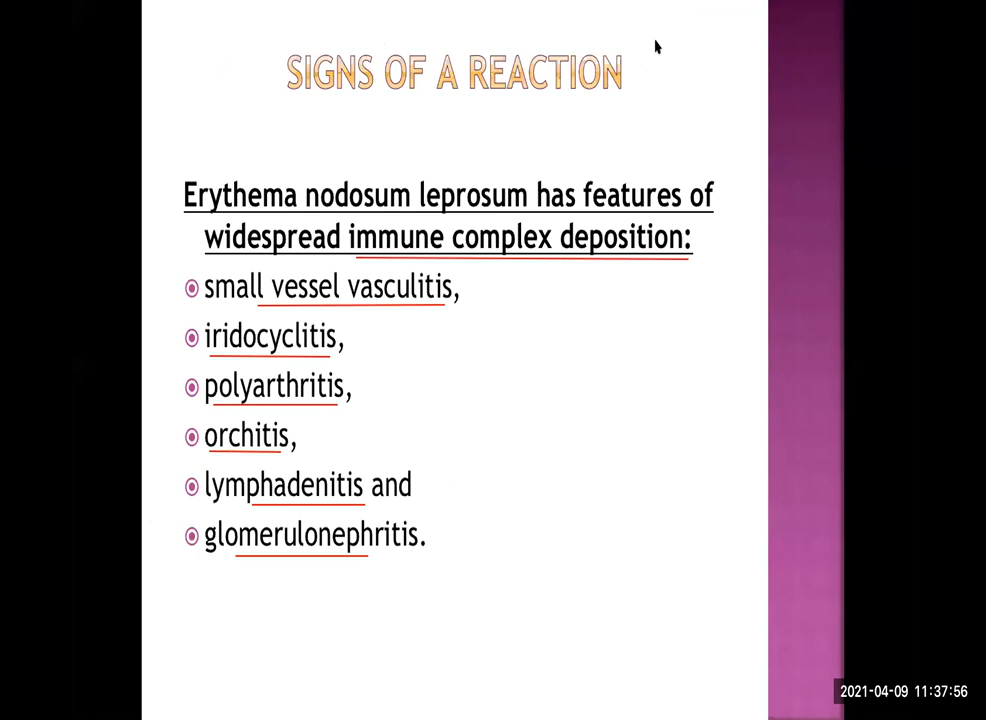 SIGNS OF A REACTION
Erythema nodosum leprosum has features of
widespread immune complex deposition:
small vessel vasculitis,
iridocyclitis,
polyarthritis,
orchitis,
lymphadenitis and
glomerulonephritis.
2021-04-09 11:37:56